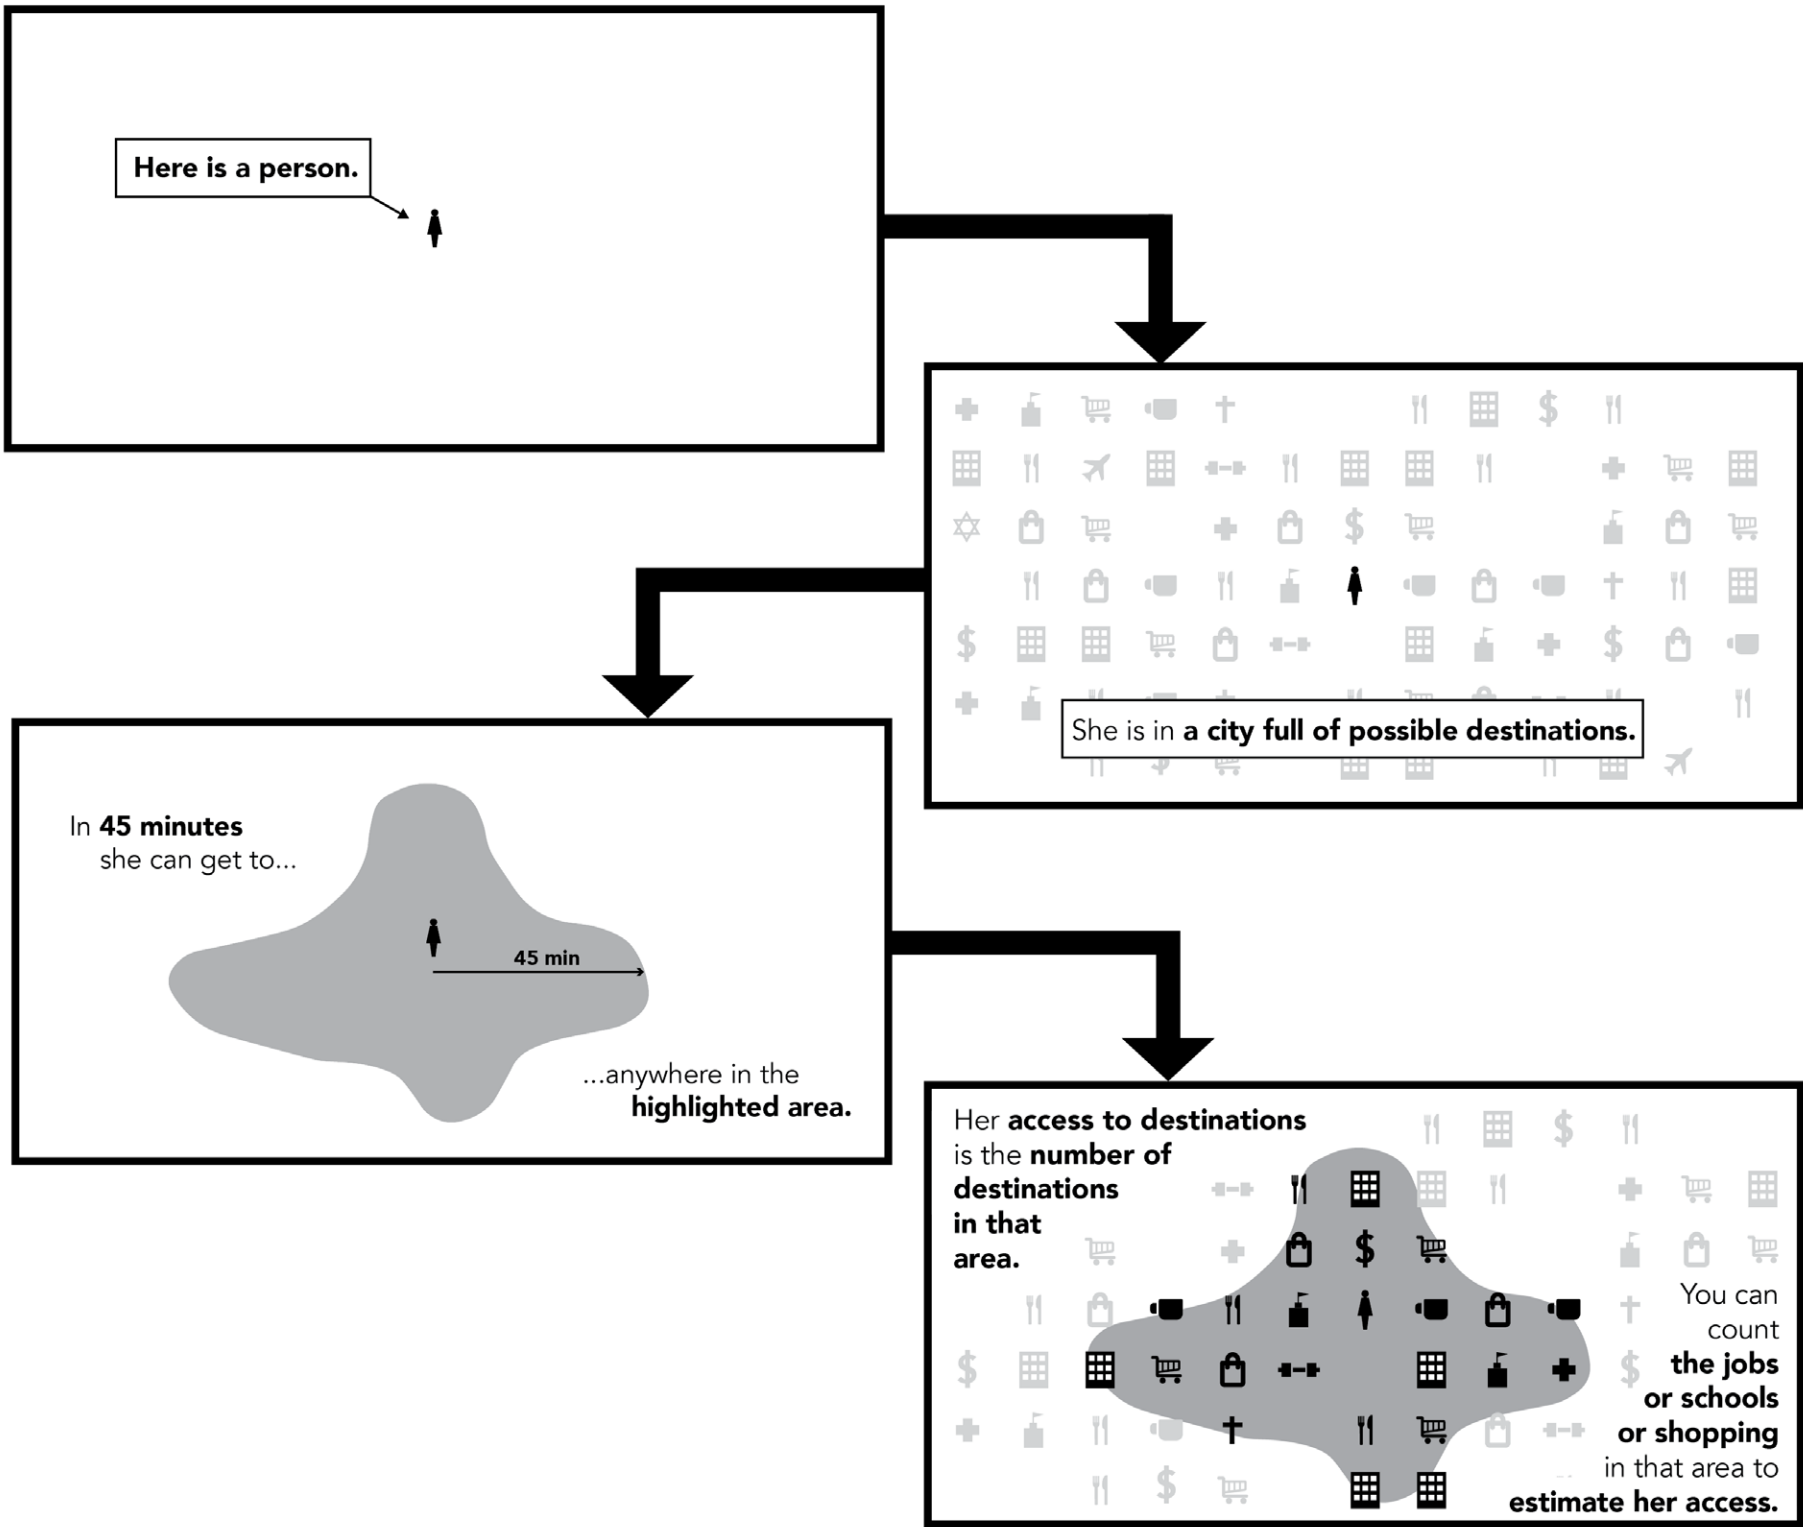 Here is a person.
She is in a city full of possible destinations.
In 45 minutes
she can get to...
45 min
...anywhere in the
highlighted area.
Her access to destinations
is the number of
destinations
in that
area.
You can
count
the jobs
or schools
or shopping
in that area to
estimate her access.